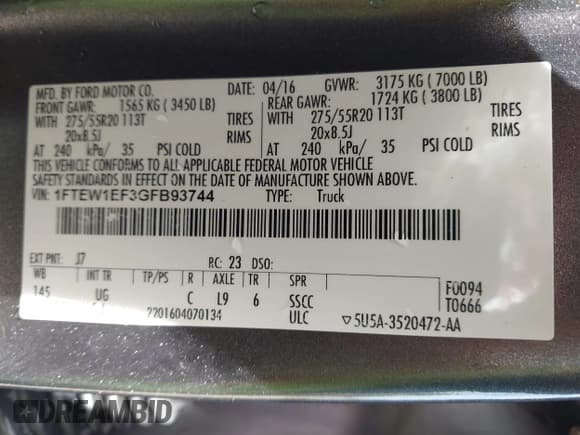 MFD. BY FORD MOTOR CO. DATE: 04/16 GVWR: 3175 KG ( 7000 LB)
FRONT GAWR: 1565 KG ( 3450 LB) REAR GAWR: 1724 KG ( 3800 LB)
WITH 275/55R20 113T TIRES WITH 275/55R20 113T TIRES
20x8.5J RIMS 20x8.5J RIMS
AT 240 kPa/ 35 PSI COLD AT 240 kPa/ 35 PSI COLD
THIS VEHICLE CONFORMS TO ALL APPLICABLE FEDERAL MOTOR VEHICLE
SAFETY STANDARDS IN EFFECT ON THE DATE OF MANUFACTURE SHOWN ABOVE.
VIN: 1FTEW1EF3GFB93744 TYPE: Truck
EXT PNT: J7 RC: 23 DSO:
WB INT TR TP/PS R AXLE TR SPR F0094
145 UG C L9 6 SSCC T0666
2201604070134 ULC ▽5U5A-3520472-AA
DREAMBID